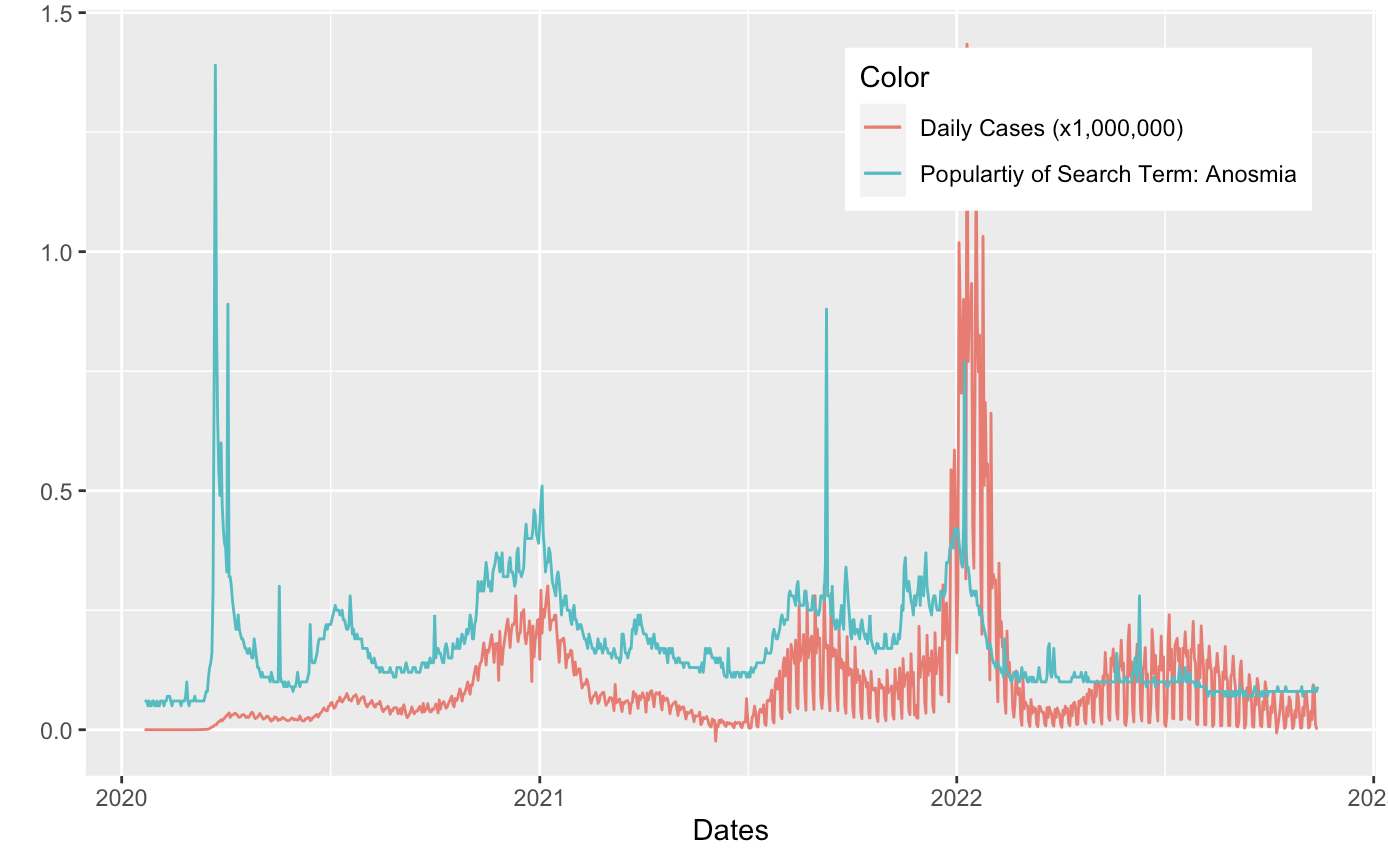 1.5
1.0
0.5
0.0
Color
Daily Cases (x1,000,000)
Populartiy of Search Term: Anosmia
2020 2021 2022 202
Dates